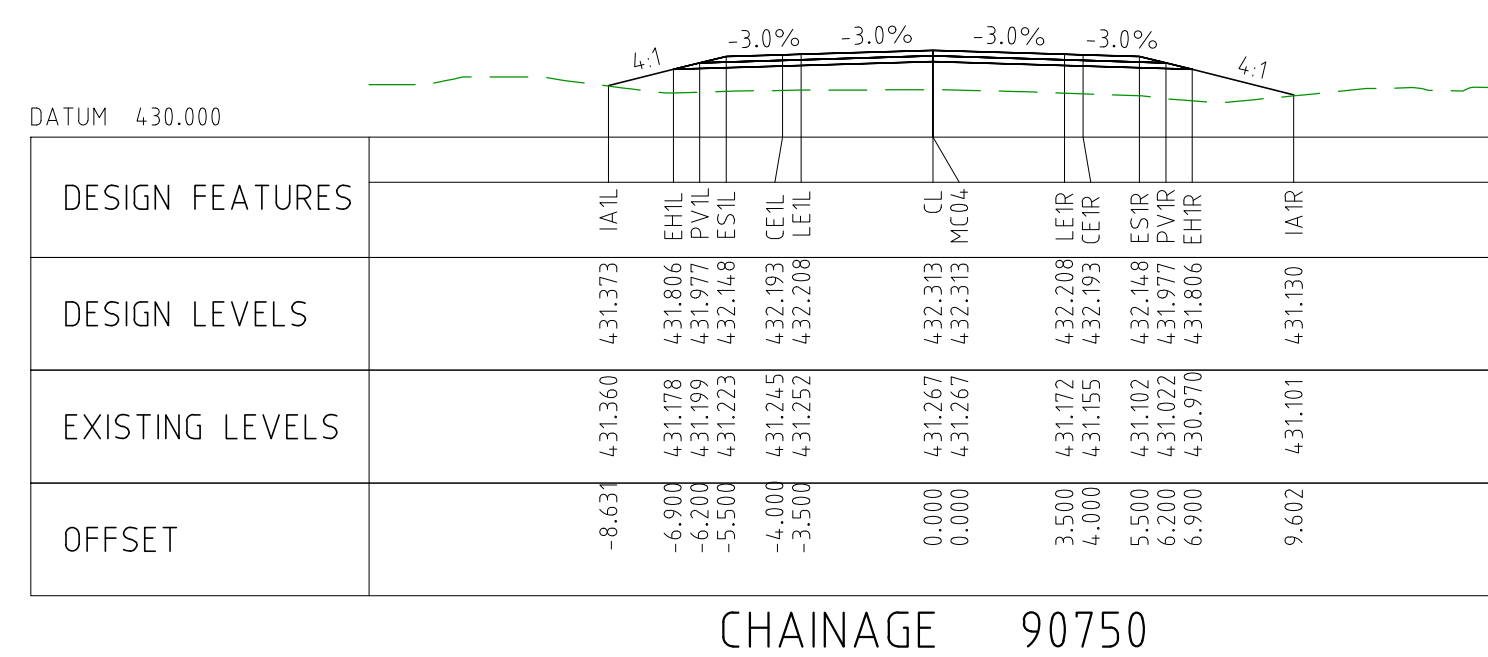 -3.0% -3.0% -3.0% -3.0%
4:1 4:1
DATUM 430.000
DESIGN FEATURES IA1L EH1L PV1L ES1L CE1L LE1L CL MC04 LE1R CE1R ES1R PV1R EH1R IA1R
DESIGN LEVELS 431.373 431.806 431.977 432.148 432.193 432.208 432.313 432.313 432.208 432.193 432.148 431.977 431.806 431.130
EXISTING LEVELS 431.360 431.178 431.199 431.223 431.245 431.252 431.267 431.267 431.172 431.155 431.102 431.022 430.970 431.101
OFFSET -8.631 -6.900 -6.200 -5.500 -4.000 -3.500 0.000 0.000 3.500 4.000 5.500 6.200 6.900 9.602
CHAINAGE 90750